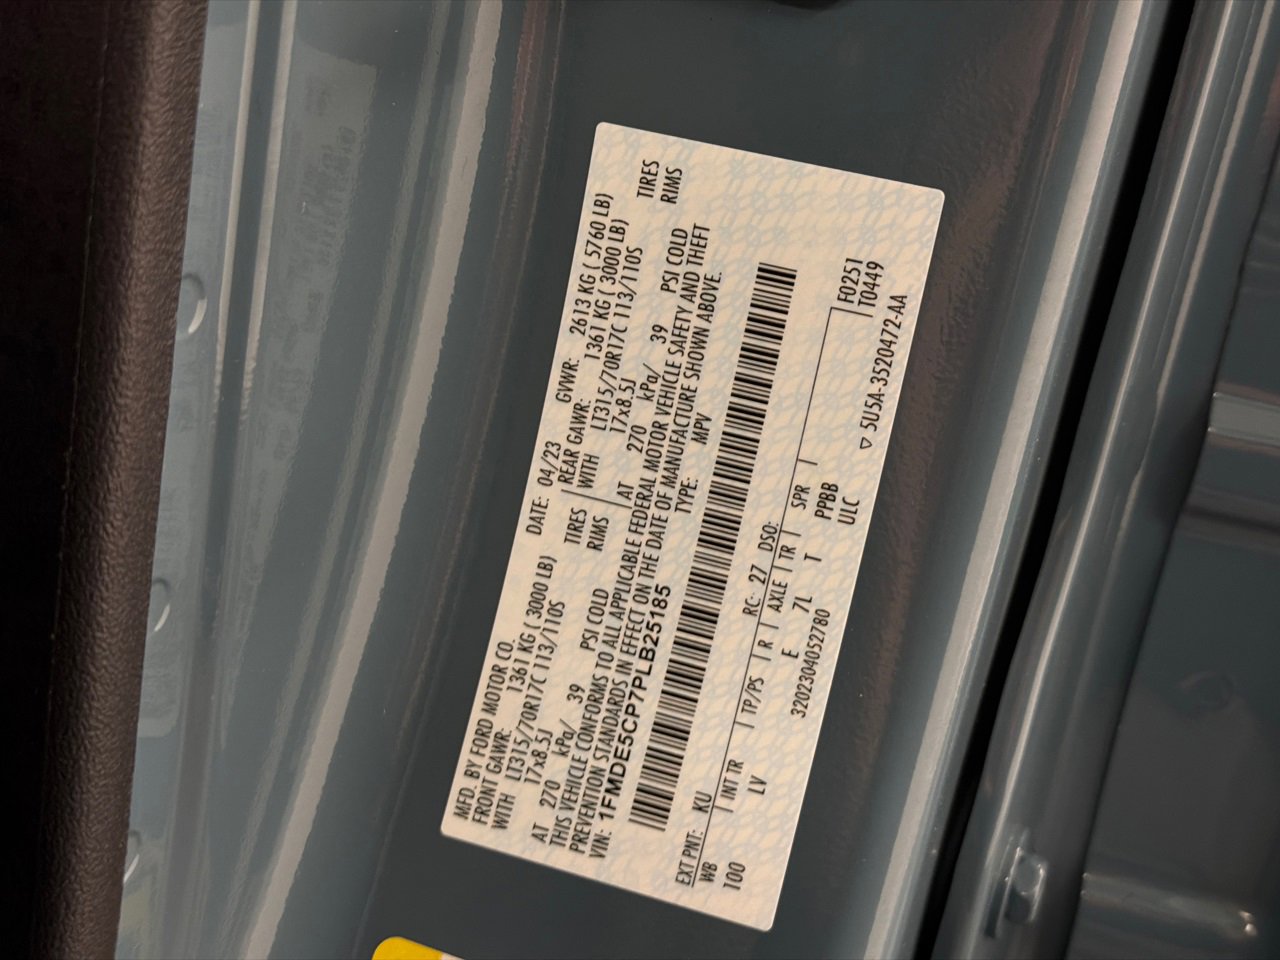 MFD. BY FORD MOTOR CO. DATE: 04/23 GVWR: 2613 KG ( 5760 LB)
FRONT GAWR: 1361 KG ( 3000 LB) REAR GAWR: 1361 KG ( 3000 LB)
WITH LT315/70R17C 113/110S TIRES WITH LT315/70R17C 113/110S TIRES
17x8.5J RIMS 17x8.5J RIMS
AT 270 kPa/ 39 PSI COLD AT 270 kPa/ 39 PSI COLD
THIS VEHICLE CONFORMS TO ALL APPLICABLE FEDERAL MOTOR VEHICLE SAFETY AND THEFT
PREVENTION STANDARDS IN EFFECT ON THE DATE OF MANUFACTURE SHOWN ABOVE.
VIN: 1FMDE5CP7PLB25185 TYPE: MPV
EXT PNT: KU RC: 27 DSO: F0251
WB INT TR TP/PS R AXLE TR SPR T0449
100 LV E 7L T PPBB
ULC ▽ 5U5A-3520472-AA
3202304052780